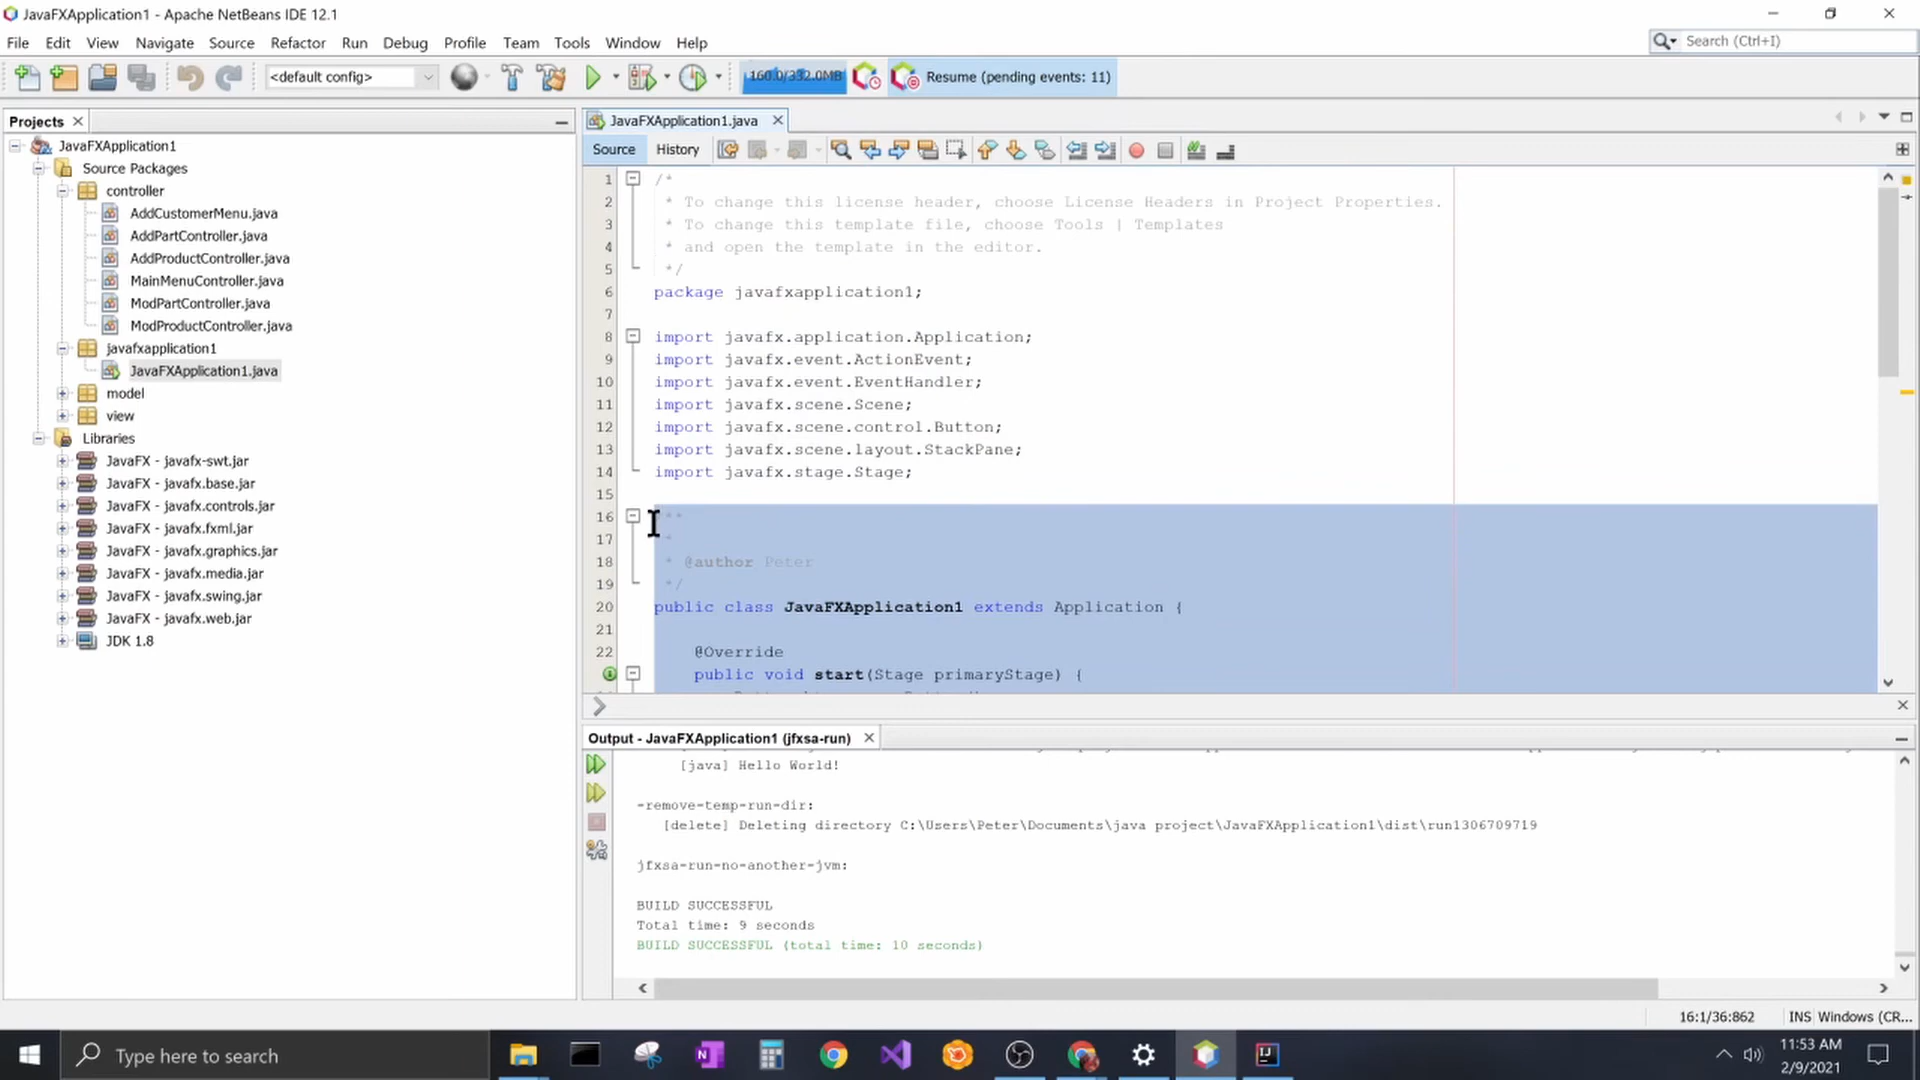 JavaFXApplication1 - Apache NetBeans IDE 12.1
File Edit View Navigate Source Refactor Run Debug Profile Team Tools Window Help
Search (Ctrl+I)
<default config>
160.0/332.0MB
Resume (pending events: 11)
Projects
JavaFXApplication1
Source Packages
controller
AddCustomerMenu.java
AddPartController.java
AddProductController.java
MainMenuController.java
ModPartController.java
ModProductController.java
javafxapplication1
JavaFXApplication1.java
model
view
Libraries
JavaFX - javafx-swt.jar
JavaFX - javafx.base.jar
JavaFX - javafx.controls.jar
JavaFX - javafx.fxml.jar
JavaFX - javafx.graphics.jar
JavaFX - javafx.media.jar
JavaFX - javafx.swing.jar
JavaFX - javafx.web.jar
JDK 1.8
JavaFXApplication1.java
Source History
1 /*
2 * To change this license header, choose License Headers in Project Properties.
3 * To change this template file, choose Tools | Templates
4 * and open the template in the editor.
5 */
6 package javafxapplication1;
7
8 import javafx.application.Application;
9 import javafx.event.ActionEvent;
10 import javafx.event.EventHandler;
11 import javafx.scene.Scene;
12 import javafx.scene.control.Button;
13 import javafx.scene.layout.StackPane;
14 import javafx.stage.Stage;
15
16 /**
17 *
18 * @author Peter
19 */
20 public class JavaFXApplication1 extends Application {
21
22 @Override
public void start(Stage primaryStage) {
Output - JavaFXApplication1 (jfxsa-run)
[java] Hello World!
-remove-temp-run-dir:
[delete] Deleting directory C:\Users\Peter\Documents\java project\JavaFXApplication1\dist\run1306709719
jfxsa-run-no-another-jvm:
BUILD SUCCESSFUL
Total time: 9 seconds
BUILD SUCCESSFUL (total time: 10 seconds)
16:1/36:862 INS Windows (CR...
Type here to search
11:53 AM
2/9/2021